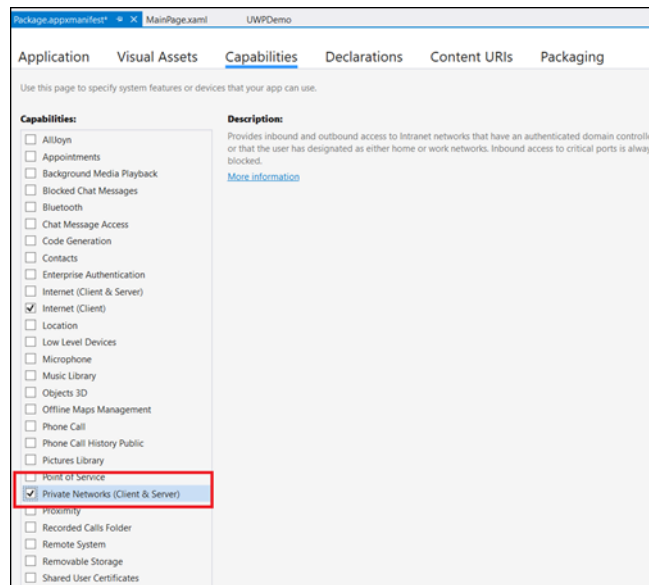 Package.appxmanifest* MainPage.xaml UWPDemo
Application Visual Assets Capabilities Declarations Content URIs Packaging
Use this page to specify system features or devices that your app can use.
Capabilities:
AllJoyn
Appointments
Background Media Playback
Blocked Chat Messages
Bluetooth
Chat Message Access
Code Generation
Contacts
Enterprise Authentication
Internet (Client & Server)
Internet (Client)
Location
Low Level Devices
Microphone
Music Library
Objects 3D
Offline Maps Management
Phone Call
Phone Call History Public
Pictures Library
Point of Service
Private Networks (Client & Server)
Proximity
Recorded Calls Folder
Remote System
Removable Storage
Shared User Certificates
Description:
Provides inbound and outbound access to Intranet networks that have an authenticated domain controlle
or that the user has designated as either home or work networks. Inbound access to critical ports is alway
blocked.
More information